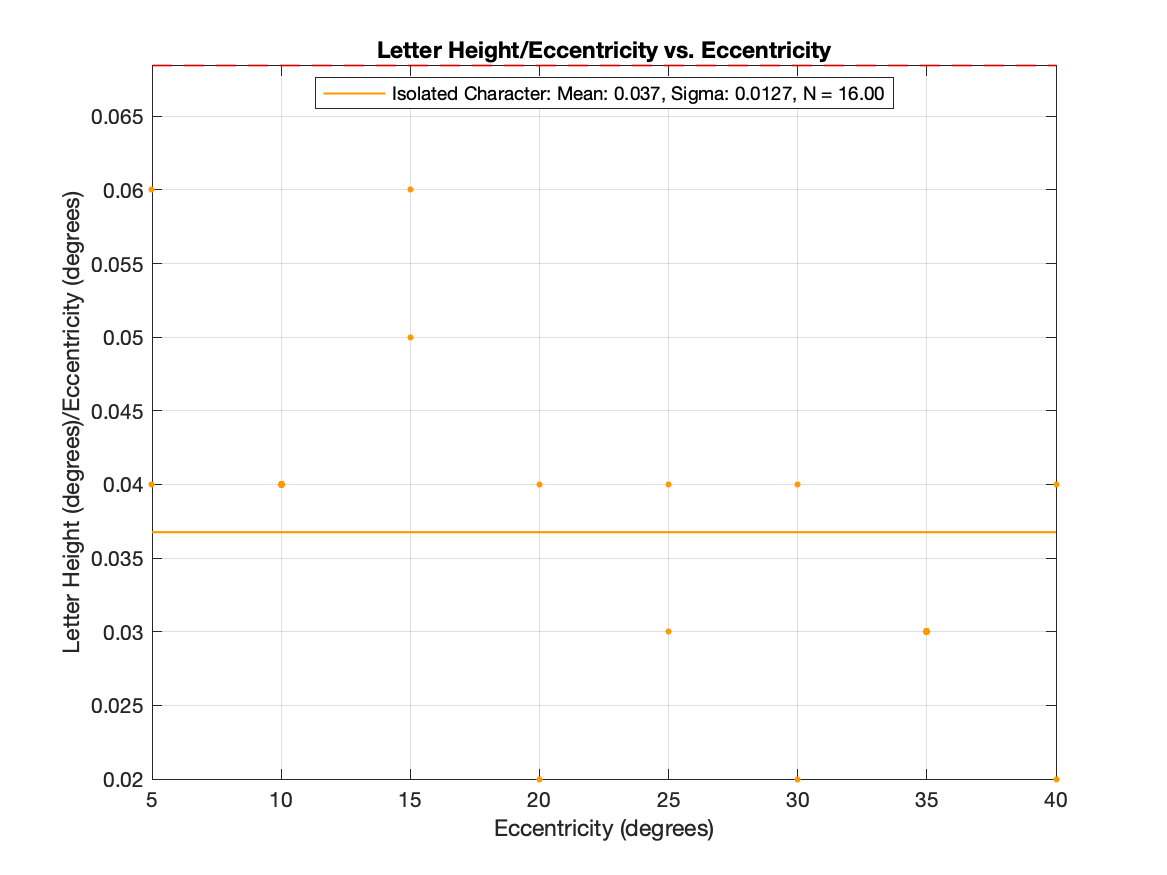 Letter Height/Eccentricity vs. Eccentricity
Isolated Character: Mean: 0.037, Sigma: 0.0127, N = 16.00
Letter Height (degrees)/Eccentricity (degrees)
0.065
0.06
0.055
0.05
0.045
0.04
0.035
0.03
0.025
0.02
5 10 15 20 25 30 35 40
Eccentricity (degrees)